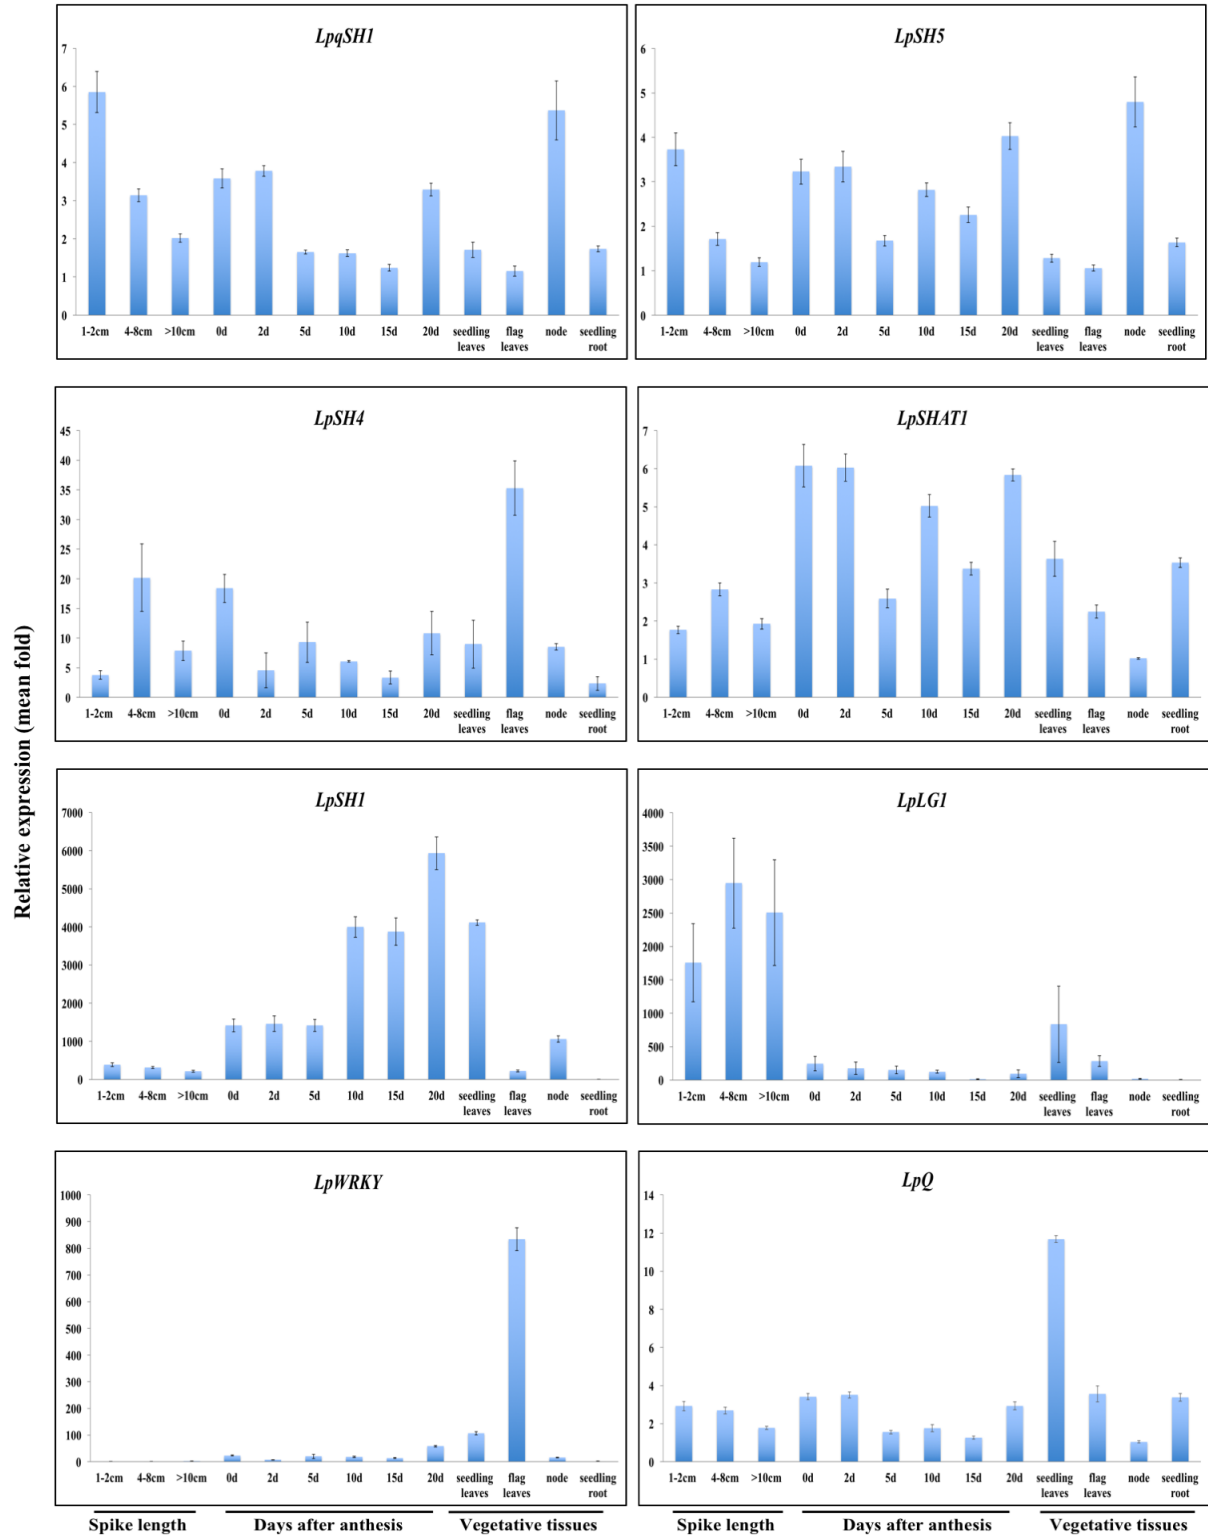 Relative expression (mean fold)
LpqSH1
7
6
5
4
3
2
1
0
1-2cm 4-8cm >10cm 0d 2d 5d 10d 15d 20d seedling flag node seedling
leaves leaves root
LpSH5
6
5
4
3
2
1
0
1-2cm 4-8cm >10cm 0d 2d 5d 10d 15d 20d seedling flag node seedling
leaves leaves root
LpSH4
45
40
35
30
25
20
15
10
5
0
1-2cm 4-8cm >10cm 0d 2d 5d 10d 15d 20d seedling flag node seedling
leaves leaves root
LpSHAT1
7
6
5
4
3
2
1
0
1-2cm 4-8cm >10cm 0d 2d 5d 10d 15d 20d seedling flag node seedling
leaves leaves root
LpSH1
7000
6000
5000
4000
3000
2000
1000
0
1-2cm 4-8cm >10cm 0d 2d 5d 10d 15d 20d seedling flag node seedling
leaves leaves root
LpLG1
4000
3500
3000
2500
2000
1500
1000
500
0
1-2cm 4-8cm >10cm 0d 2d 5d 10d 15d 20d seedling flag node seedling
leaves leaves root
LpWRKY
1000
900
800
700
600
500
400
300
200
100
0
1-2cm 4-8cm >10cm 0d 2d 5d 10d 15d 20d seedling flag node seedling
leaves leaves root
LpQ
14
12
10
8
6
4
2
0
1-2cm 4-8cm >10cm 0d 2d 5d 10d 15d 20d seedling flag node seedling
leaves leaves root
Spike length Days after anthesis Vegetative tissues Spike length Days after anthesis Vegetative tissues